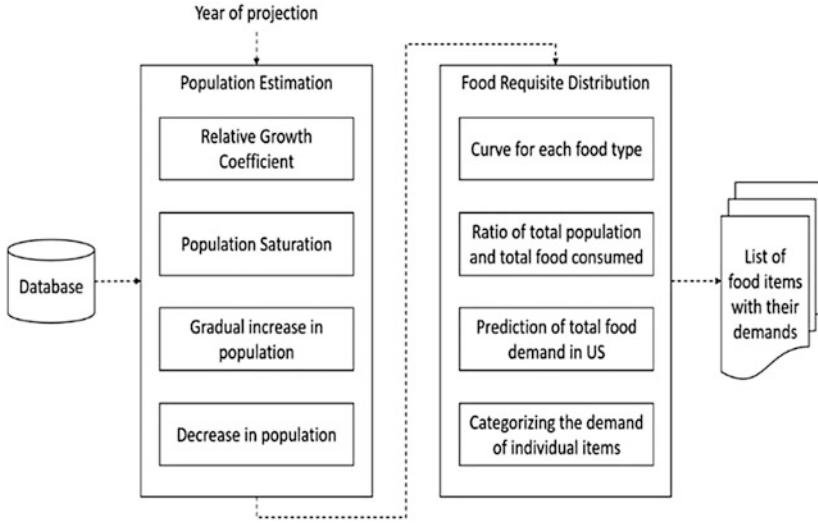 Year of projection
Population Estimation
Relative Growth
Coefficient
Population Saturation
Gradual increase in
population
Decrease in population
Database
Food Requisite Distribution
Curve for each food type
Ratio of total population
and total food consumed
Prediction of total food
demand in US
Categorizing the demand
of individual items
List of
food items
with their
demands